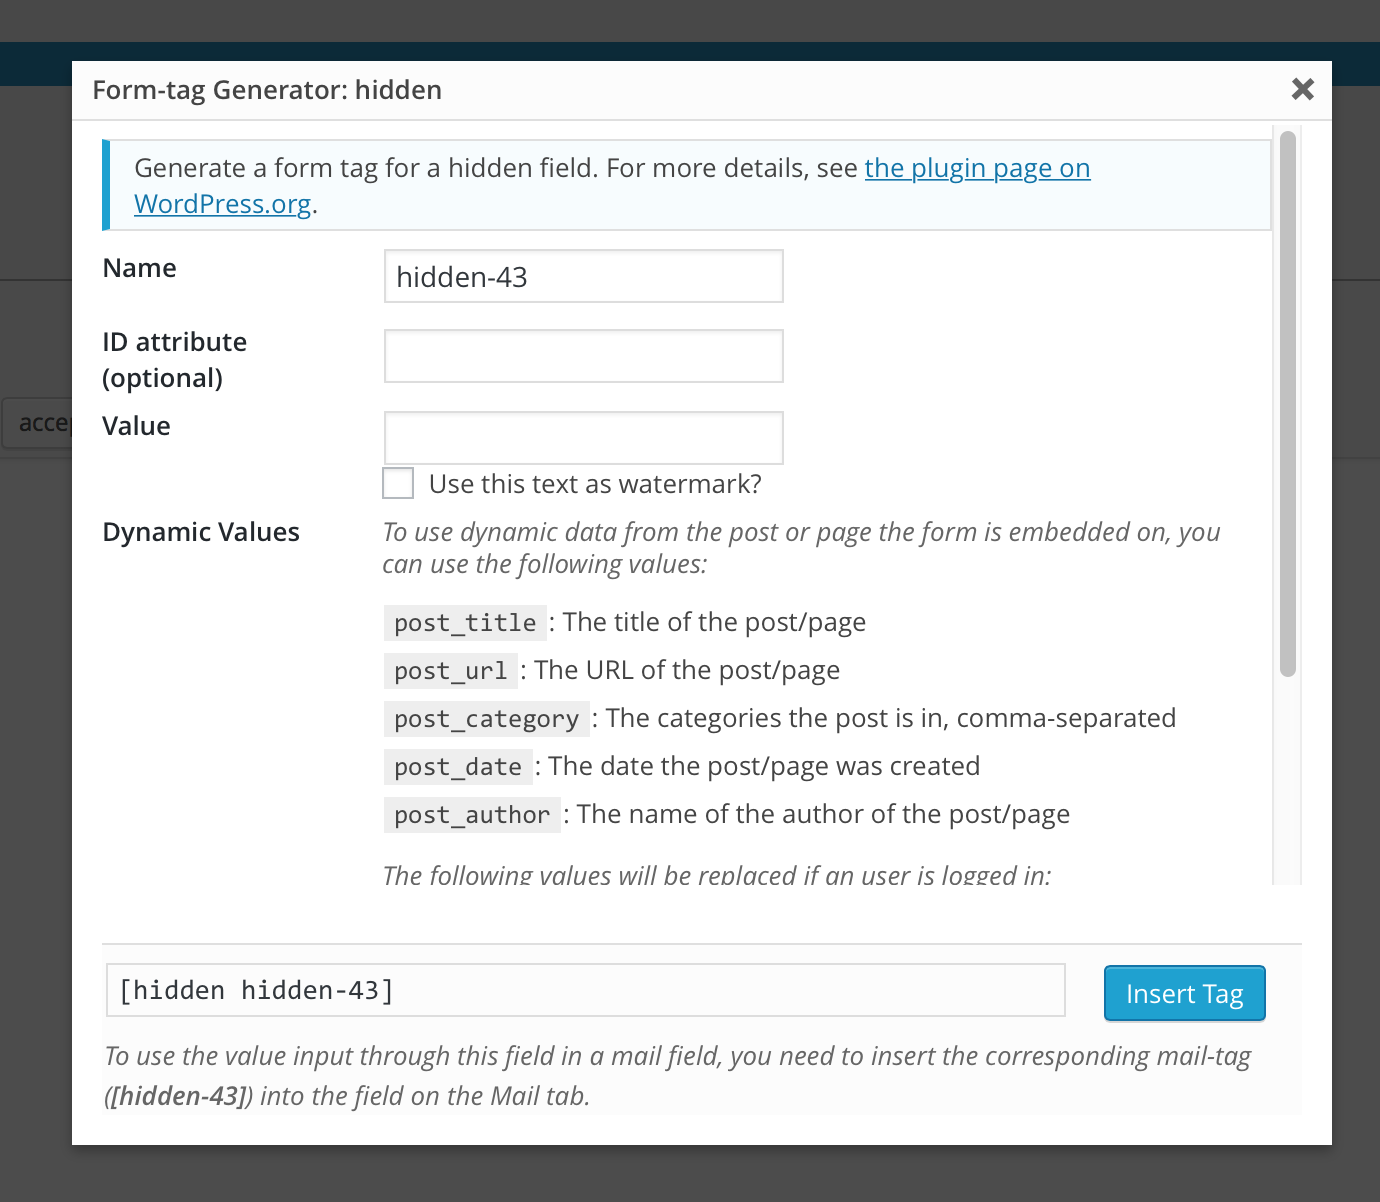 Form-tag Generator: hidden
Generate a form tag for a hidden field. For more details, see the plugin page on
WordPress.org.
Name
hidden-43
ID attribute
(optional)
accep
Value
Use this text as watermark?
Dynamic Values
To use dynamic data from the post or page the form is embedded on, you
can use the following values:
post_title : The title of the post/page
post_url : The URL of the post/page
post_category : The categories the post is in, comma-separated
post_date : The date the post/page was created
post_author : The name of the author of the post/page
The following values will be replaced if an user is logged in:
[hidden hidden-43]
Insert Tag
To use the value input through this field in a mail field, you need to insert the corresponding mail-tag
([hidden-43]) into the field on the Mail tab.